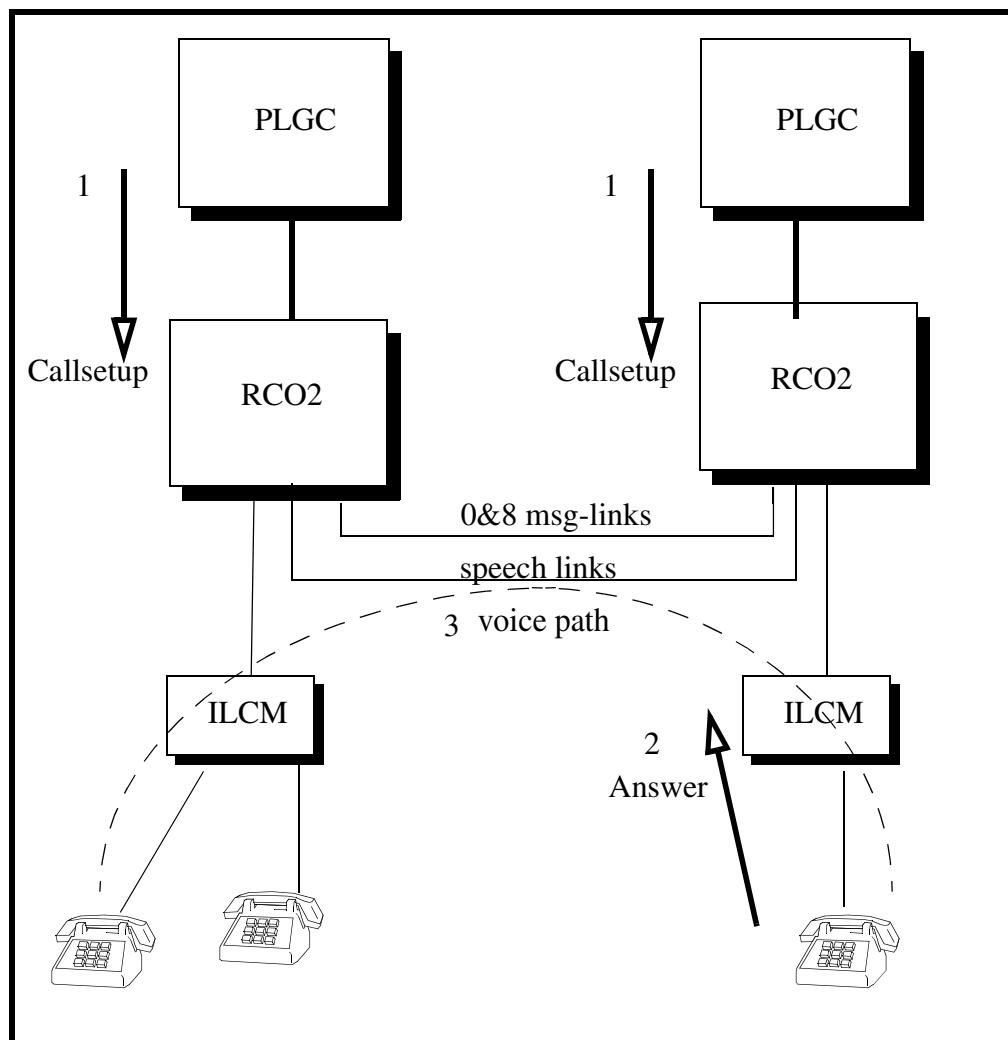 PLGC
PLGC
1
1
Callsetup
Callsetup
RCO2
RCO2
0&8 msg-links
speech links
3 voice path
ILCM
ILCM
2
Answer